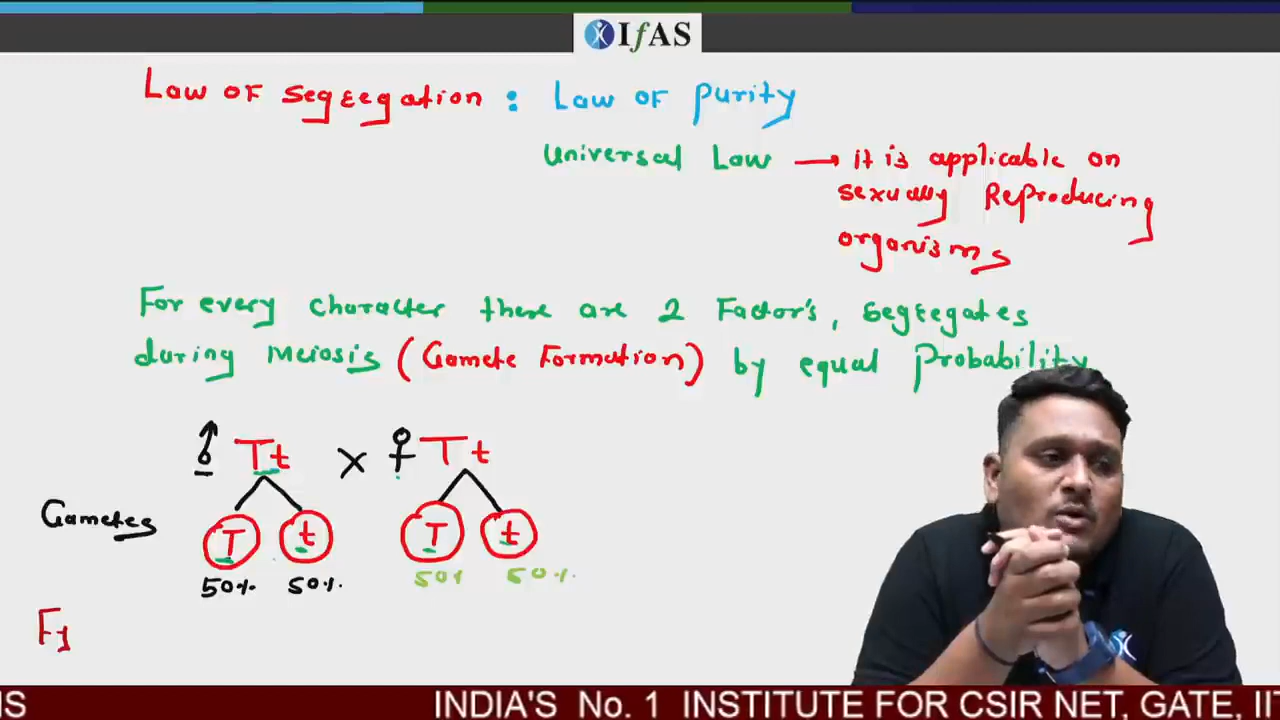 IfAS
Law of segregation : Law of purity
Universal Law → it is applicable on
sexually Reproducing
organisms
For every character there are 2 Factor's, segregates
during Meiosis (Gamete Formation) by equal Probability
♂ Tt × ♀ Tt
Gametes T t T t
50% 50% 50% 50%
F1
NS INDIA'S No. 1 INSTITUTE FOR CSIR NET, GATE, II